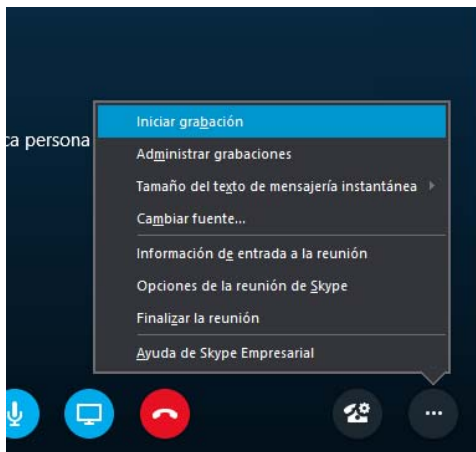 Iniciar grabación
ca persona
Administrar grabaciones
Tamaño del texto de mensajería instantánea
Cambiar fuente...
Información de entrada a la reunión
Opciones de la reunión de Skype
Finalizar la reunión
Ayuda de Skype Empresarial